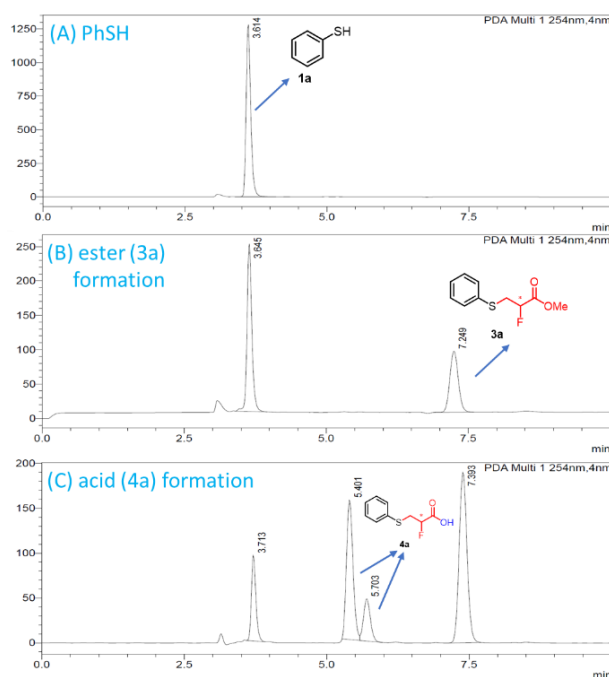 (A) PhSH
PDA Multi 1 254nm,4nm
1250
1000
750
500
250
0
3.614
SH
1a
0.0 2.5 5.0 7.5
min
(B) ester (3a)
formation
PDA Multi 1 254nm,4nm
250
200
150
100
50
0
3.645
7.249
S
*
F
O
OMe
3a
0.0 2.5 5.0 7.5
min
(C) acid (4a) formation
PDA Multi 1 254nm,4nm
200
150
100
50
0
3.713
5.401
5.703
7.393
S
*
F
O
OH
4a
0.0 2.5 5.0 7.5
min